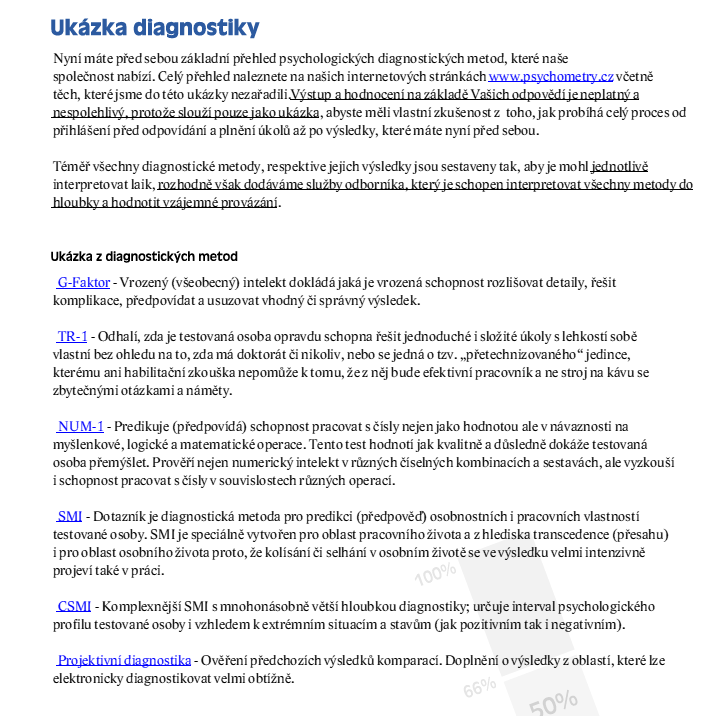 Ukázka diagnostiky
Nyní máte před sebou základní přehled psychologických diagnostických metod, které naše
společnost nabízí. Celý přehled naleznete na našich internetových stránkách www.psychometry.cz včetně
těch, které jsme do této ukázky nezařadili.Výstup a hodnocení na základě Vašich odpovědí je neplatný a
nespolehlivý, protože slouží pouze jako ukázka, abyste měli vlastní zkušenost z toho, jak probíhá celý proces od
přihlášení před odpovídání a plnění úkolů až po výsledky, které máte nyní před sebou.
Téměř všechny diagnostické metody, respektive jejich výsledky jsou sestaveny tak, aby je mohl jednotlivě
interpretovat laik, rozhodně však dodáváme služby odborníka, který je schopen interpretovat všechny metody do
hloubky a hodnotit vzájemné provázání.
Ukázka z diagnostických metod
G-Faktor - Vrozený (všeobecný) intelekt dokládá jaká je vrozená schopnost rozlišovat detaily, řešit
komplikace, předpovídat a usuzovat vhodný či správný výsledek.
TR-1 - Odhalí, zda je testovaná osoba opravdu schopna řešit jednoduché i složité úkoly s lehkostí sobě
vlastní bez ohledu na to, zda má doktorát či nikoliv, nebo se jedná o tzv. „přetechnizovaného“ jedince,
kterému ani habilitační zkouška nepomůže k tomu, že z něj bude efektivní pracovník a ne stroj na kávu se
zbytečnými otázkami a náměty.
NUM-1 - Predikuje (předpovídá) schopnost pracovat s čísly nejen jako hodnotou ale v návaznosti na
myšlenkové, logické a matematické operace. Tento test hodnotí jak kvalitně a důsledně dokáže testovaná
osoba přemýšlet. Prověří nejen numerický intelekt v různých číselných kombinacích a sestavách, ale vyzkouší
i schopnost pracovat s čísly v souvislostech různých operací.
SMI - Dotazník je diagnostická metoda pro predikci (předpověď) osobnostních i pracovních vlastností
testované osoby. SMI je speciálně vytvořen pro oblast pracovního života a z hlediska transcedence (přesahu)
i pro oblast osobního života proto, že kolísání či selhání v osobním životě se ve výsledku velmi intenzivně
projeví také v práci.
100%
CSMI - Komplexnější SMI s mnohonásobně větší hloubkou diagnostiky; určuje interval psychologického
profilu testované osoby i vzhledem k extrémním situacím a stavům (jak pozitivním tak i negativním).
Projektivní diagnostika - Ověření předchozích výsledků komparací. Doplnění o výsledky z oblastí, které lze
elektronicky diagnostikovat velmi obtížně.
66%
50%